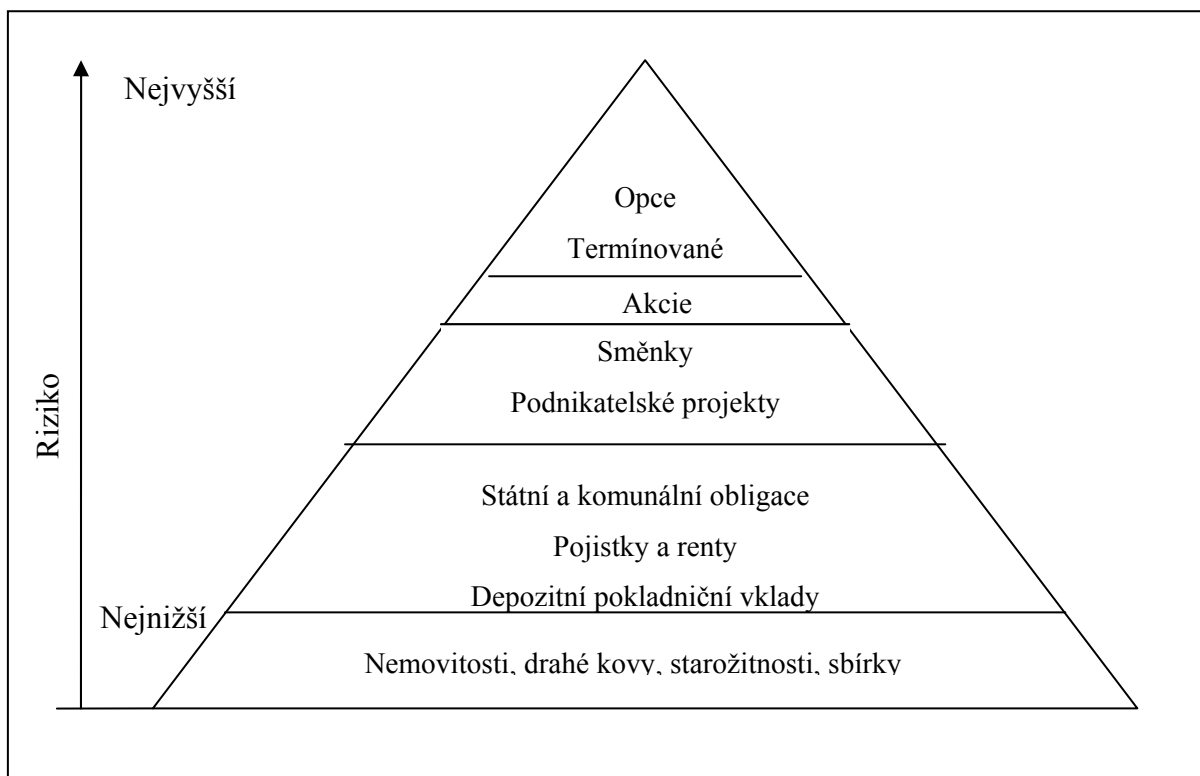 Nejvyšší
Opce
Termínované
Akcie
Směnky
Podnikatelské projekty
Riziko
Státní a komunální obligace
Pojistky a renty
Depozitní pokladniční vklady
Nejnižší
Nemovitosti, drahé kovy, starožitnosti, sbírky